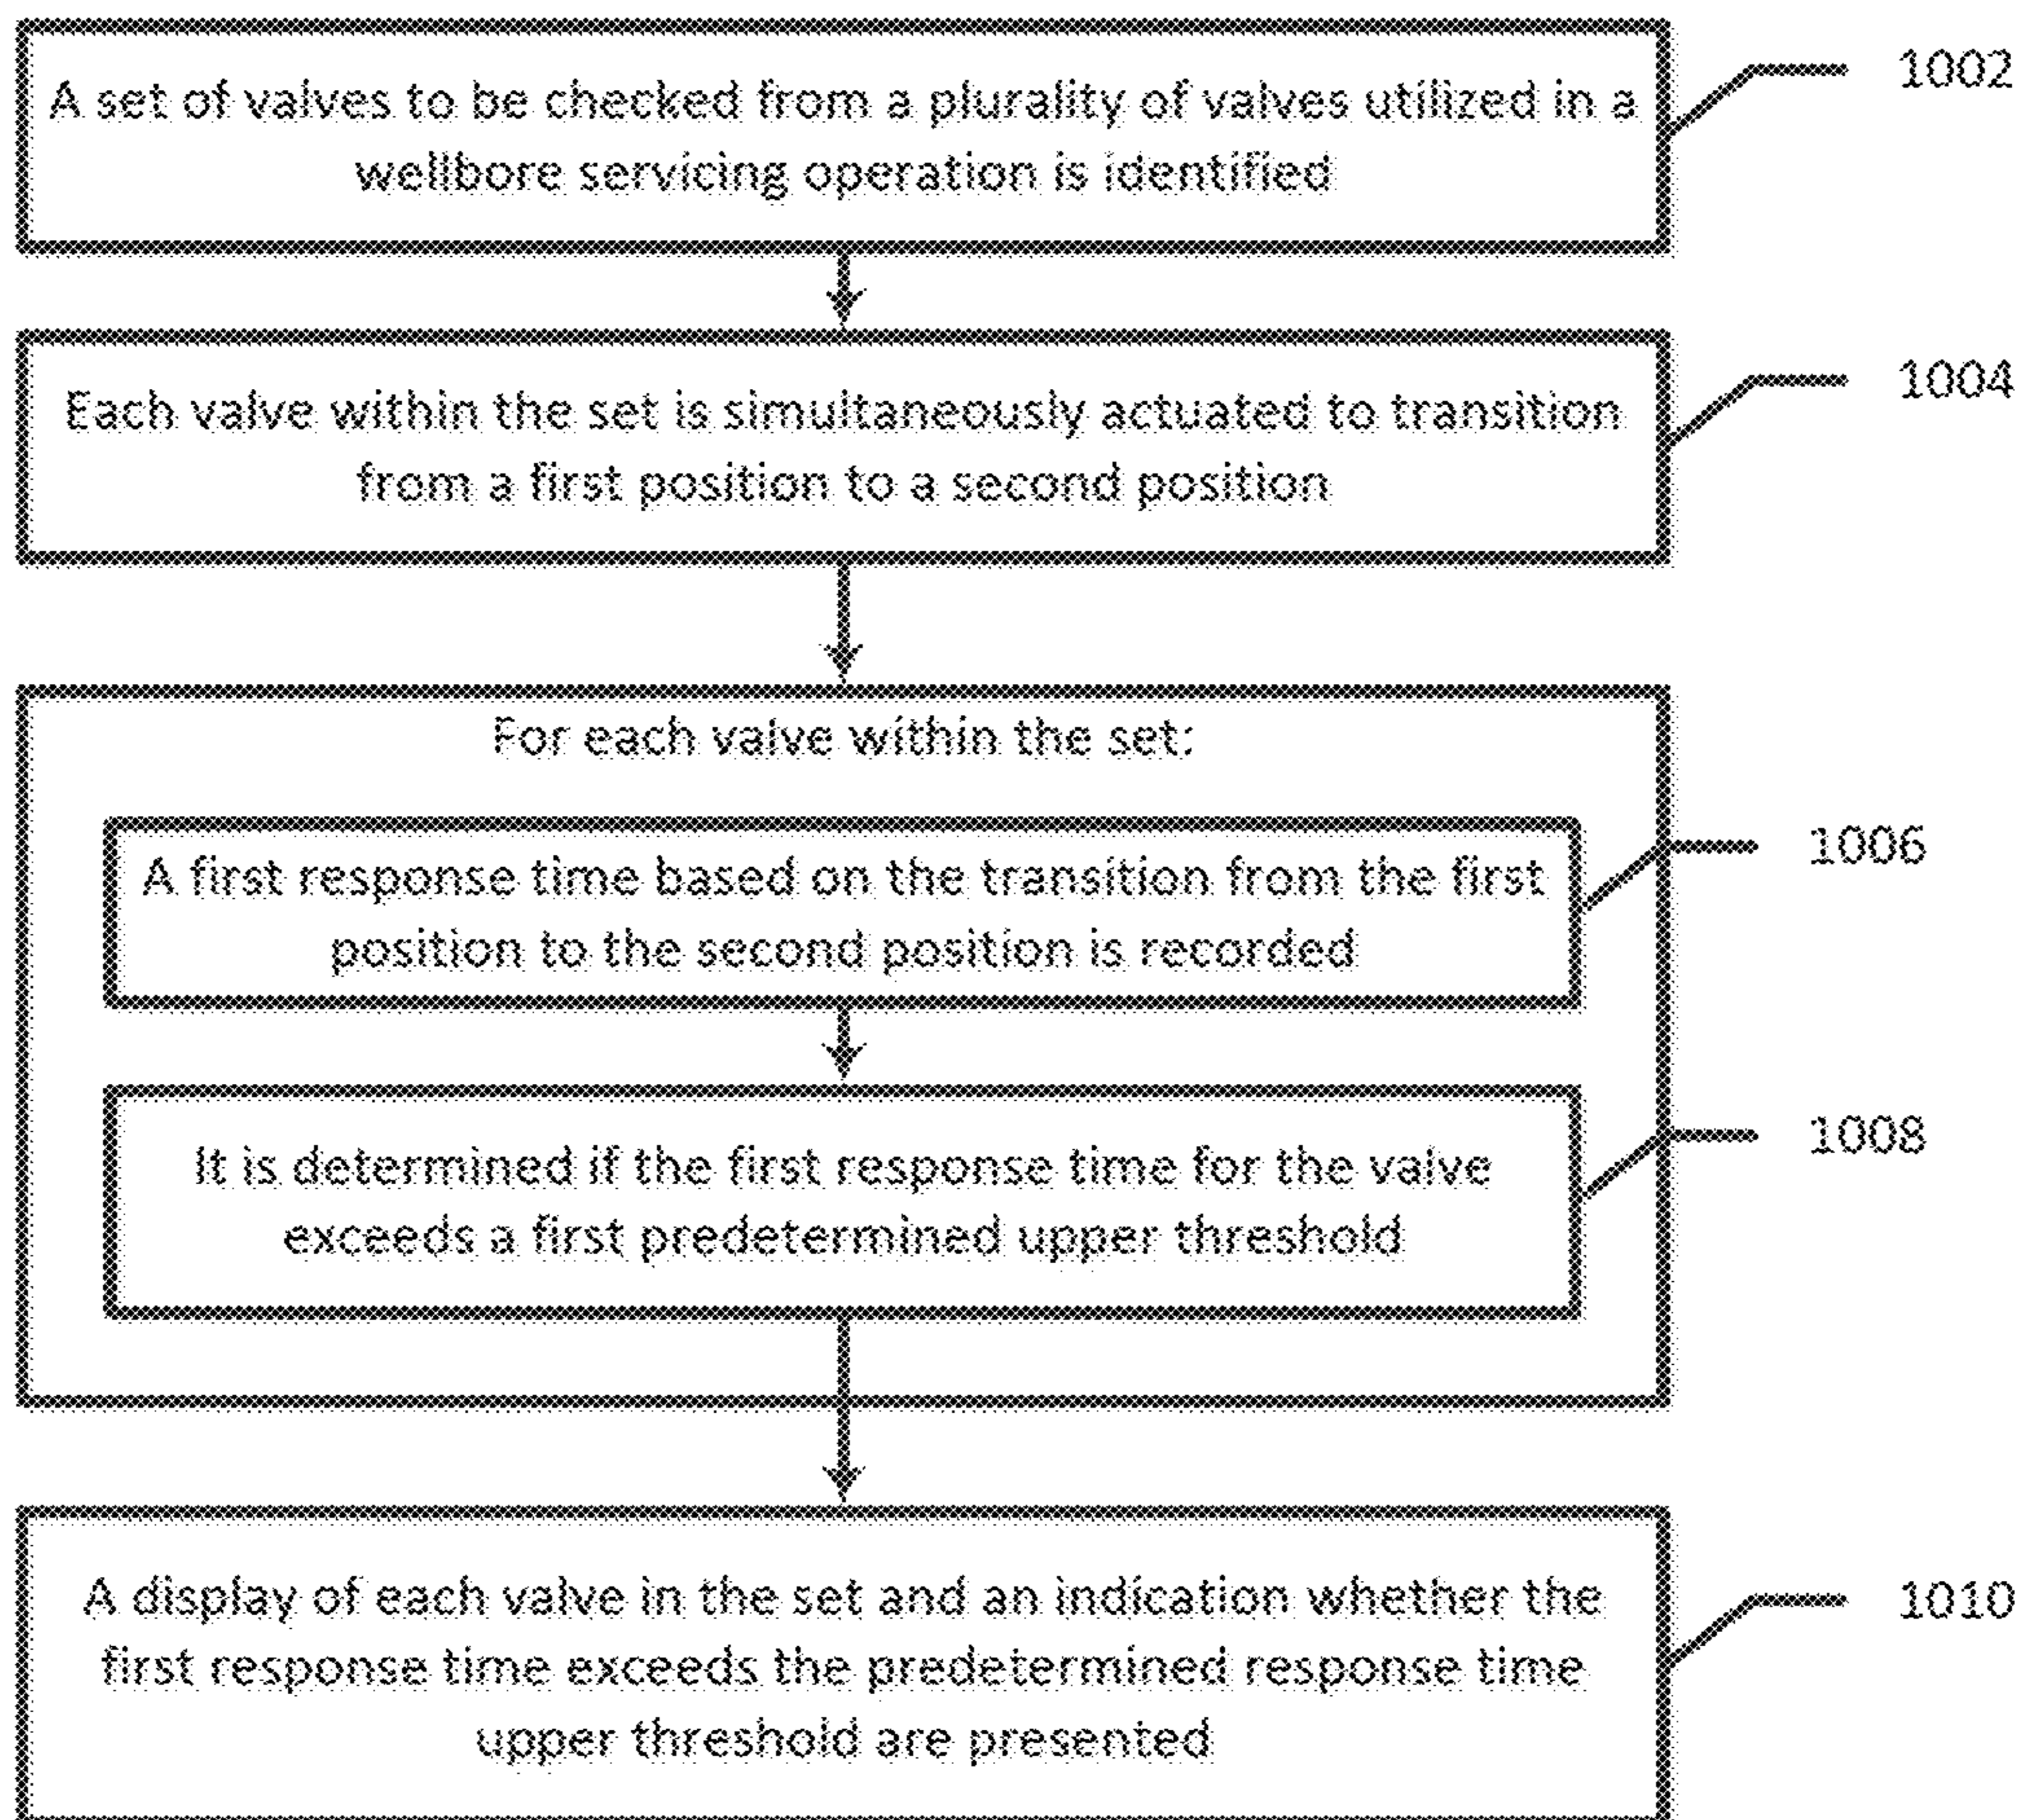 A set of valves to be checked from a plurality of valves utilized in a
wellbore servicing operation is identified
1002
Each valve within the set is simultaneously actuated to transition
from a first position to a second position
1004
For each valve within the set:
A first response time based on the transition from the first
position to the second position is recorded
1006
It is determined if the first response time for the valve
exceeds a first predetermined upper threshold
1008
A display of each valve in the set and an indication whether the
first response time exceeds the predetermined response time
upper threshold are presented
1010